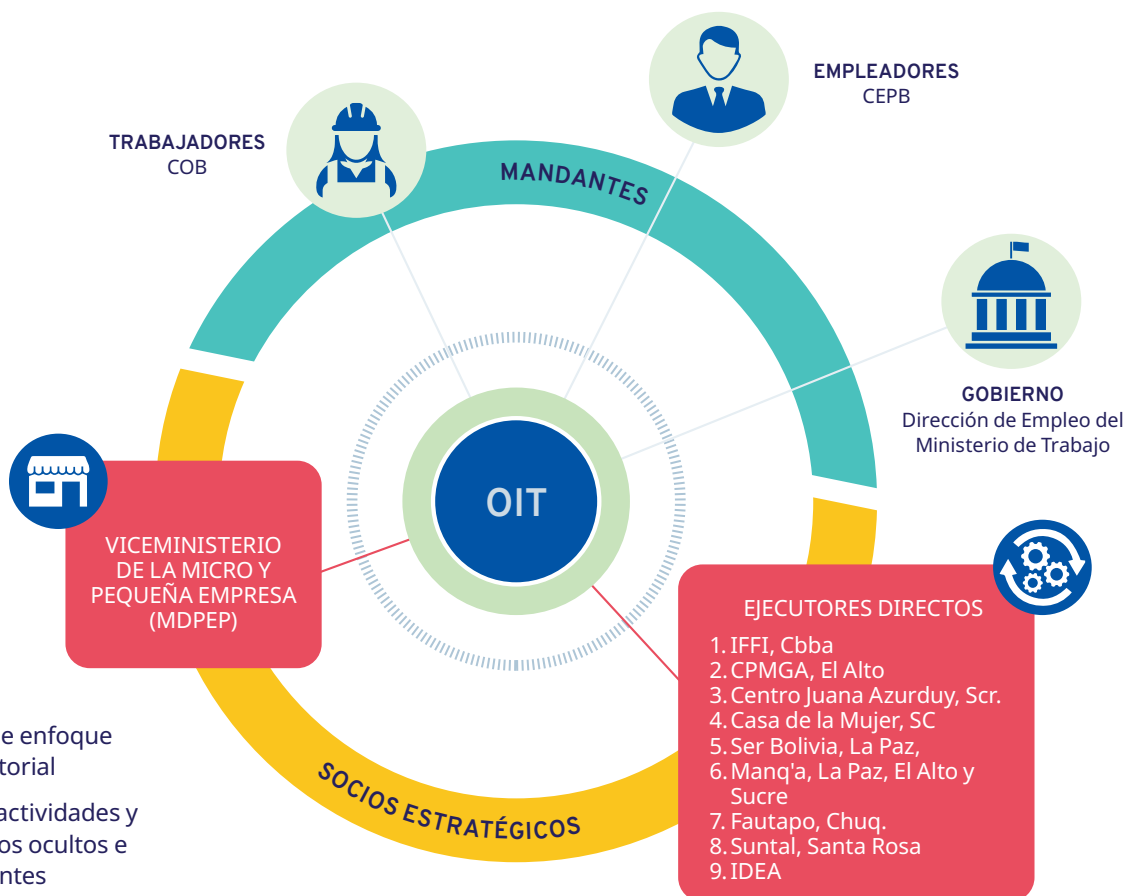 EMPLEADORES
CEPB
TRABAJADORES
COB
MANDANTES
GOBIERNO
Dirección de Empleo del
Ministerio de Trabajo
OIT
VICEMINISTERIO
DE LA MICRO Y
PEQUEÑA EMPRESA
(MDPEP)
EJECUTORES DIRECTOS
1. IFFI, Cbba
2. CPMGA, El Alto
3. Centro Juana Azurduy, Scr.
4. Casa de la Mujer, SC
5. Ser Bolivia, La Paz,
6. Manq'a, La Paz, El Alto y
Sucre
7. Fautapo, Chuq.
8. Suntal, Santa Rosa
9. IDEA
SOCIOS ESTRATÉGICOS
enfoque
actividades y
ocultos e